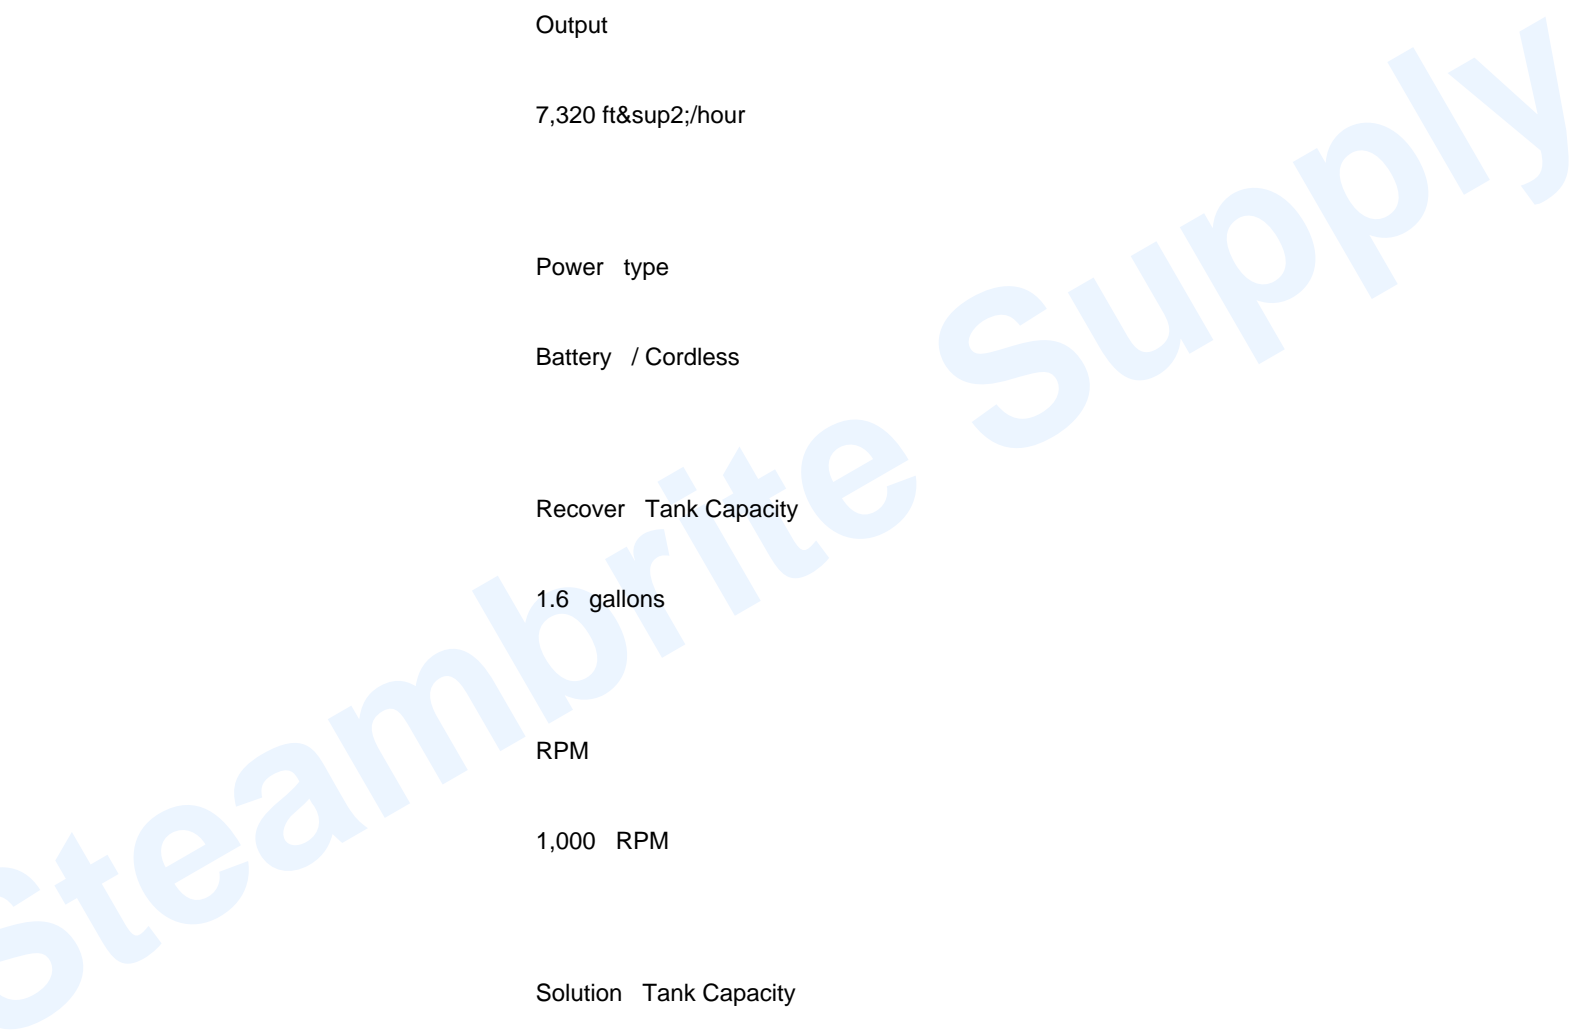 Output
7,320 ft&sup2;/hour
Power type
Battery / Cordless
Recover Tank Capacity
1.6 gallons
RPM
1,000 RPM
Solution Tank Capacity
Steambrite Supply